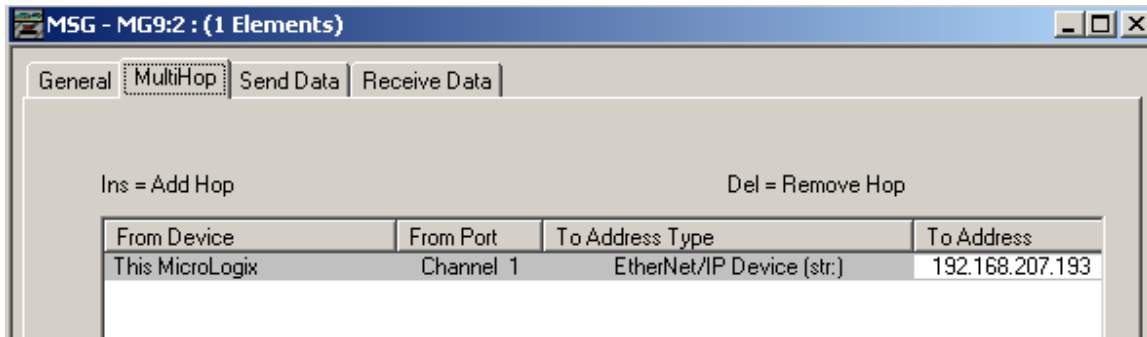 MSG - MG9:2 : (1 Elements)
General MultiHop Send Data Receive Data
Ins = Add Hop Del = Remove Hop
From Device From Port To Address Type To Address
This MicroLogix Channel 1 EtherNet/IP Device (str:) 192.168.207.193